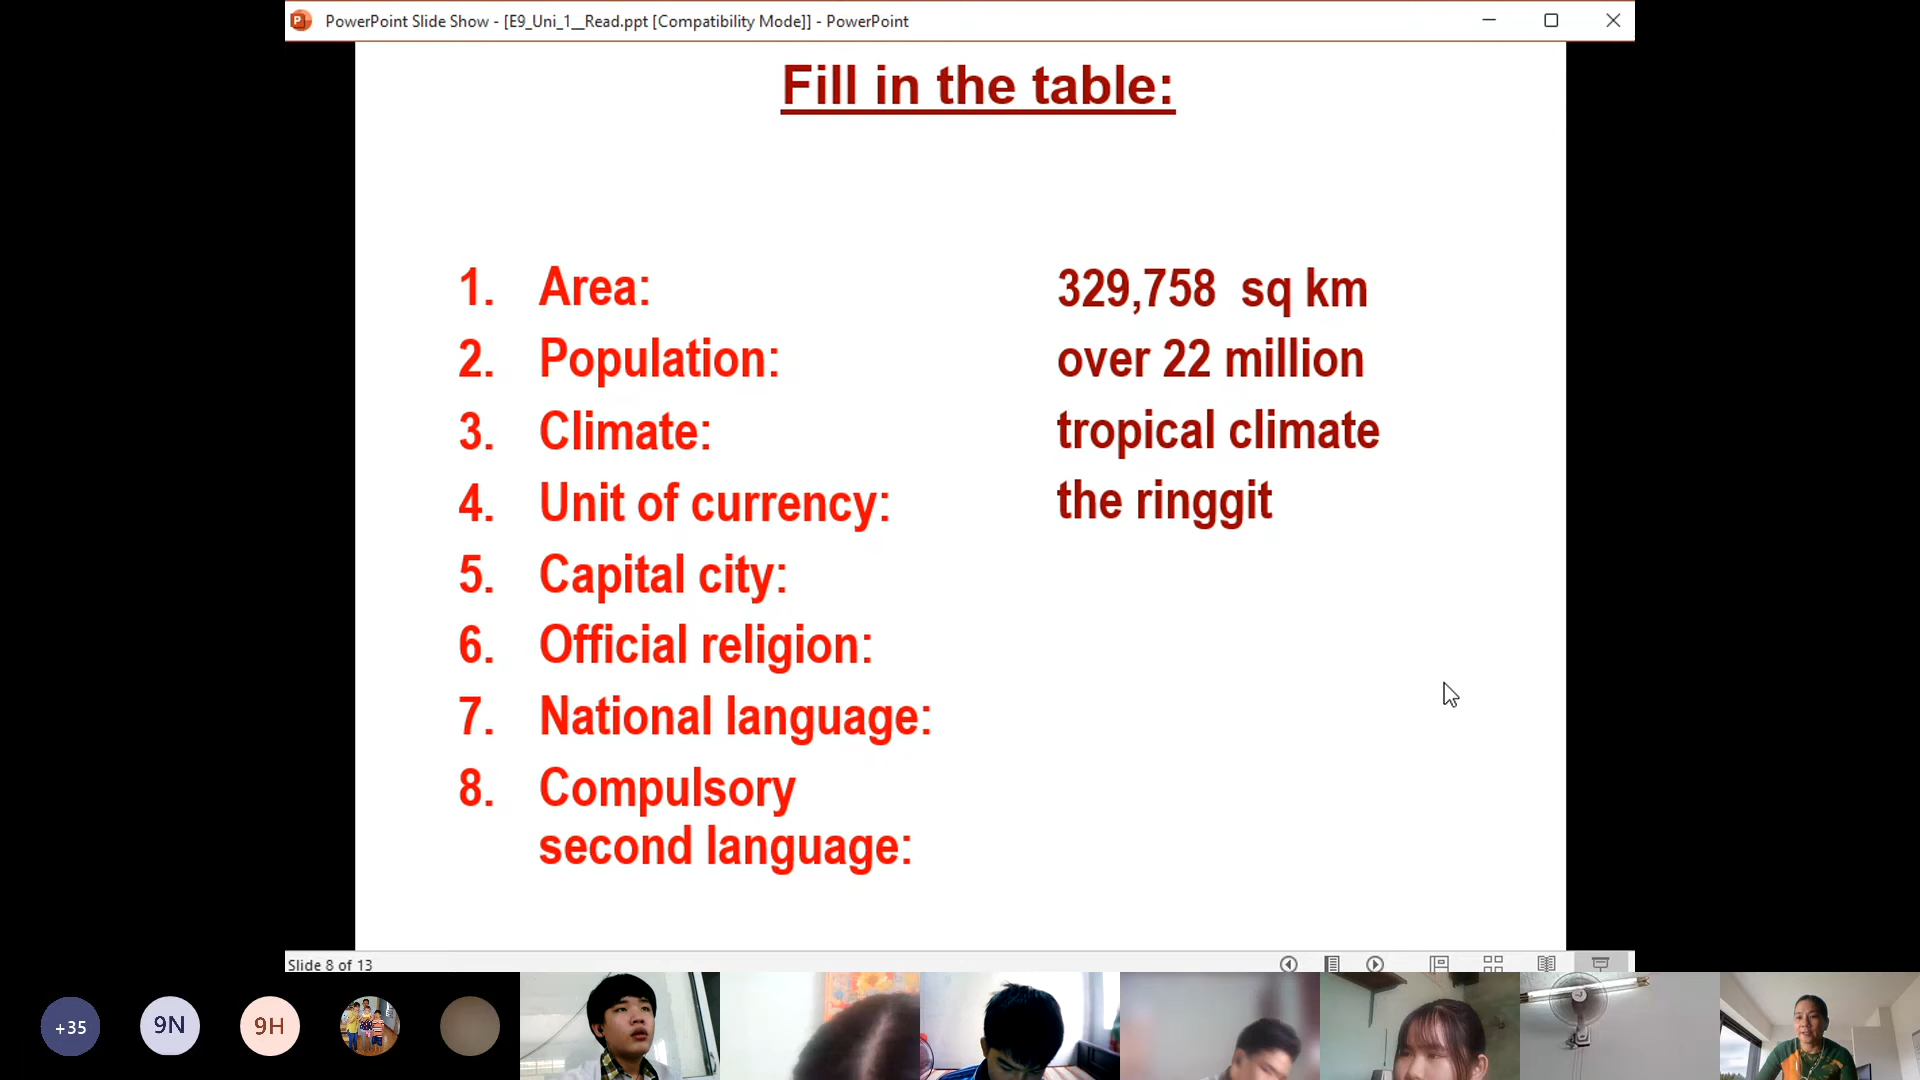 PowerPoint Slide Show - [E9_Uni_1__Read.ppt [Compatibility Mode]] - PowerPoint
Fill in the table:
1. Area: 329,758 sq km
2. Population: over 22 million
3. Climate: tropical climate
4. Unit of currency: the ringgit
5. Capital city:
6. Official religion:
7. National language:
8. Compulsory
second language:
Slide 8 of 13
+35
9N
9H